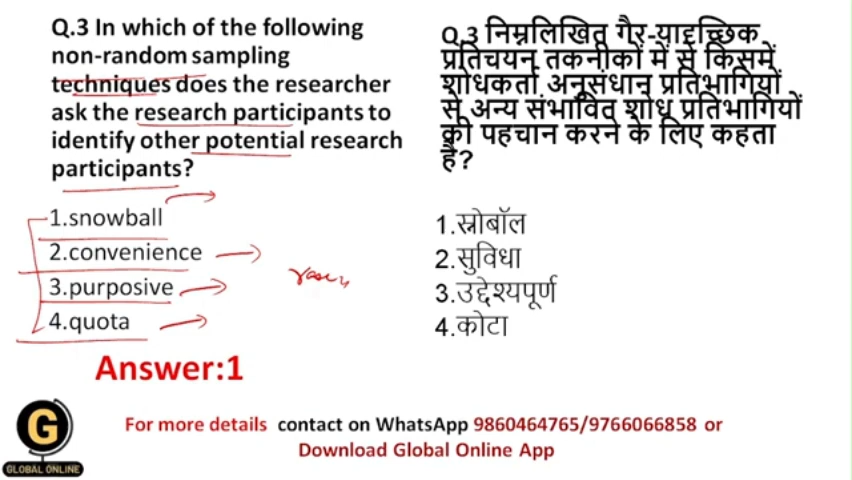 Q.3 In which of the following
non-random sampling
techniques does the researcher
ask the research participants to
identify other potential research
participants?
1.snowball
2.convenience
3.purposive
4.quota
Answer:1
Q.3 निम्नलिखित गैर-यादृच्छिक
प्रतिचयन तकनीकों में से किसमें
शोधकर्ता अनुसंधान प्रतिभागियों
से अन्य संभावित शोध प्रतिभागियों
की पहचान करने के लिए कहता
है?
1.स्नोबॉल
2.सुविधा
3.उद्देश्यपूर्ण
4.कोटा
G
GLOBAL ONLINE
For more details contact on WhatsApp 9860464765/9766066858 or
Download Global Online App